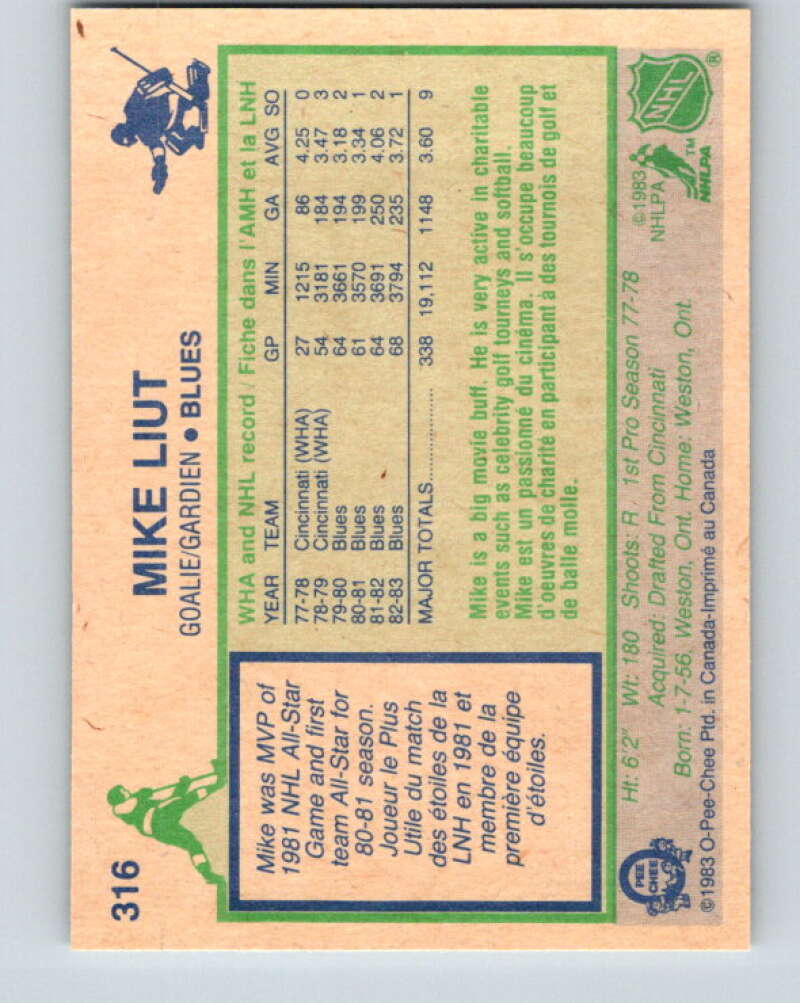 316
MIKE LIUT
GOALIE/GARDIEN • BLUES
Mike was MVP of
1981 NHL All-Star
Game and first
team All-Star for
80-81 season.
Joueur le Plus
Utile du match
des étoiles de la
LNH en 1981 et
membre de la
première équipe
d'étoiles.
WHA and NHL record / Fiche dans l'AMH et la LNH
YEAR TEAM GP MIN GA AVG SO
77-78 Cincinnati (WHA) 27 1215 86 4.25 0
78-79 Cincinnati (WHA) 54 3181 184 3.47 3
79-80 Blues 64 3661 194 3.18 2
80-81 Blues 61 3570 199 3.34 1
81-82 Blues 64 3691 250 4.06 2
82-83 Blues 68 3794 235 3.72 1
MAJOR TOTALS.................. 338 19,112 1148 3.60 9
Mike is a big movie buff. He is very active in charitable
events such as celebrity golf tourneys and softball.
Mike est un passionné du cinéma. Il s'occupe beaucoup
d'oeuvres de charité en participant à des tournois de golf et
de balle molle.
Ht: 6'2" Wt: 180 Shoots: R 1st Pro Season 77-78
Acquired: Drafted From Cincinnati
Born: 1-7-56, Weston, Ont. Home: Weston, Ont.
©1983 O-Pee-Chee Ptd. in Canada-Imprimé au Canada
O PEE CHEE
©1983
NHLPA
NHLPA
TM
NHL
®